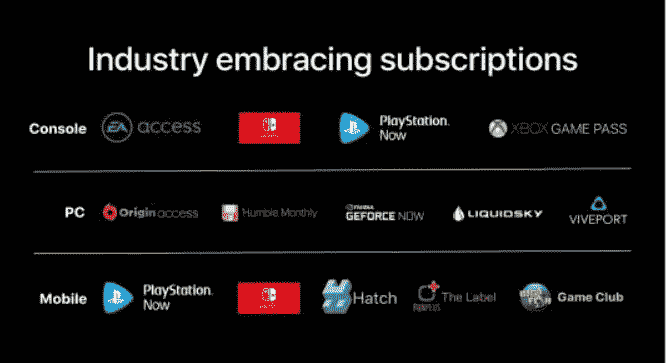 Industry embracing subscriptions
Console EA access PlayStation. Now XBOX GAME PASS
PC Origin access Humble Monthly NVIDIA GEFORCE NOW LIQUIDSKY VIVEPORT
Mobile PlayStation. Now Hatch The Label Game Club